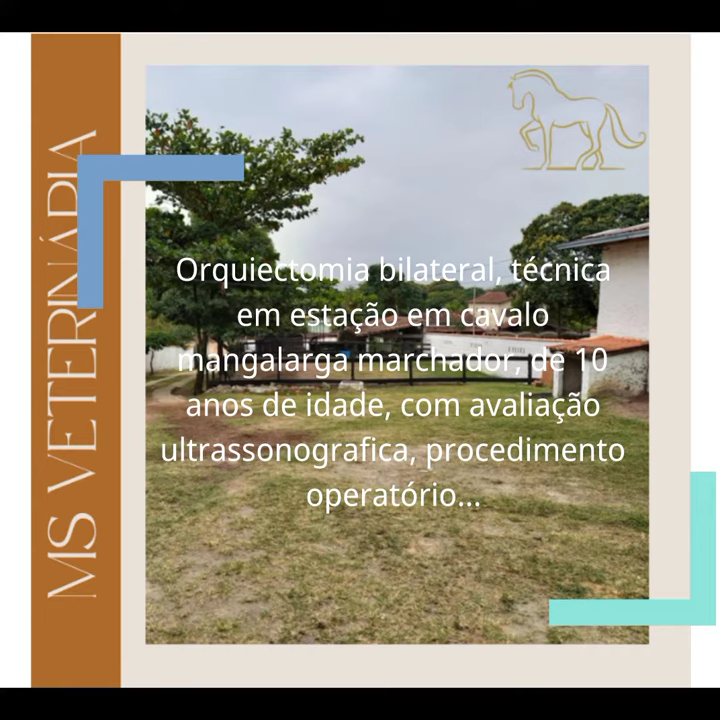 MS VETERINÁRIA
Orquiectomia bilateral, técnica
em estação em cavalo
mangalarga marchador, de 10
anos de idade, com avaliação
ultrassonografica, procedimento
operatório...